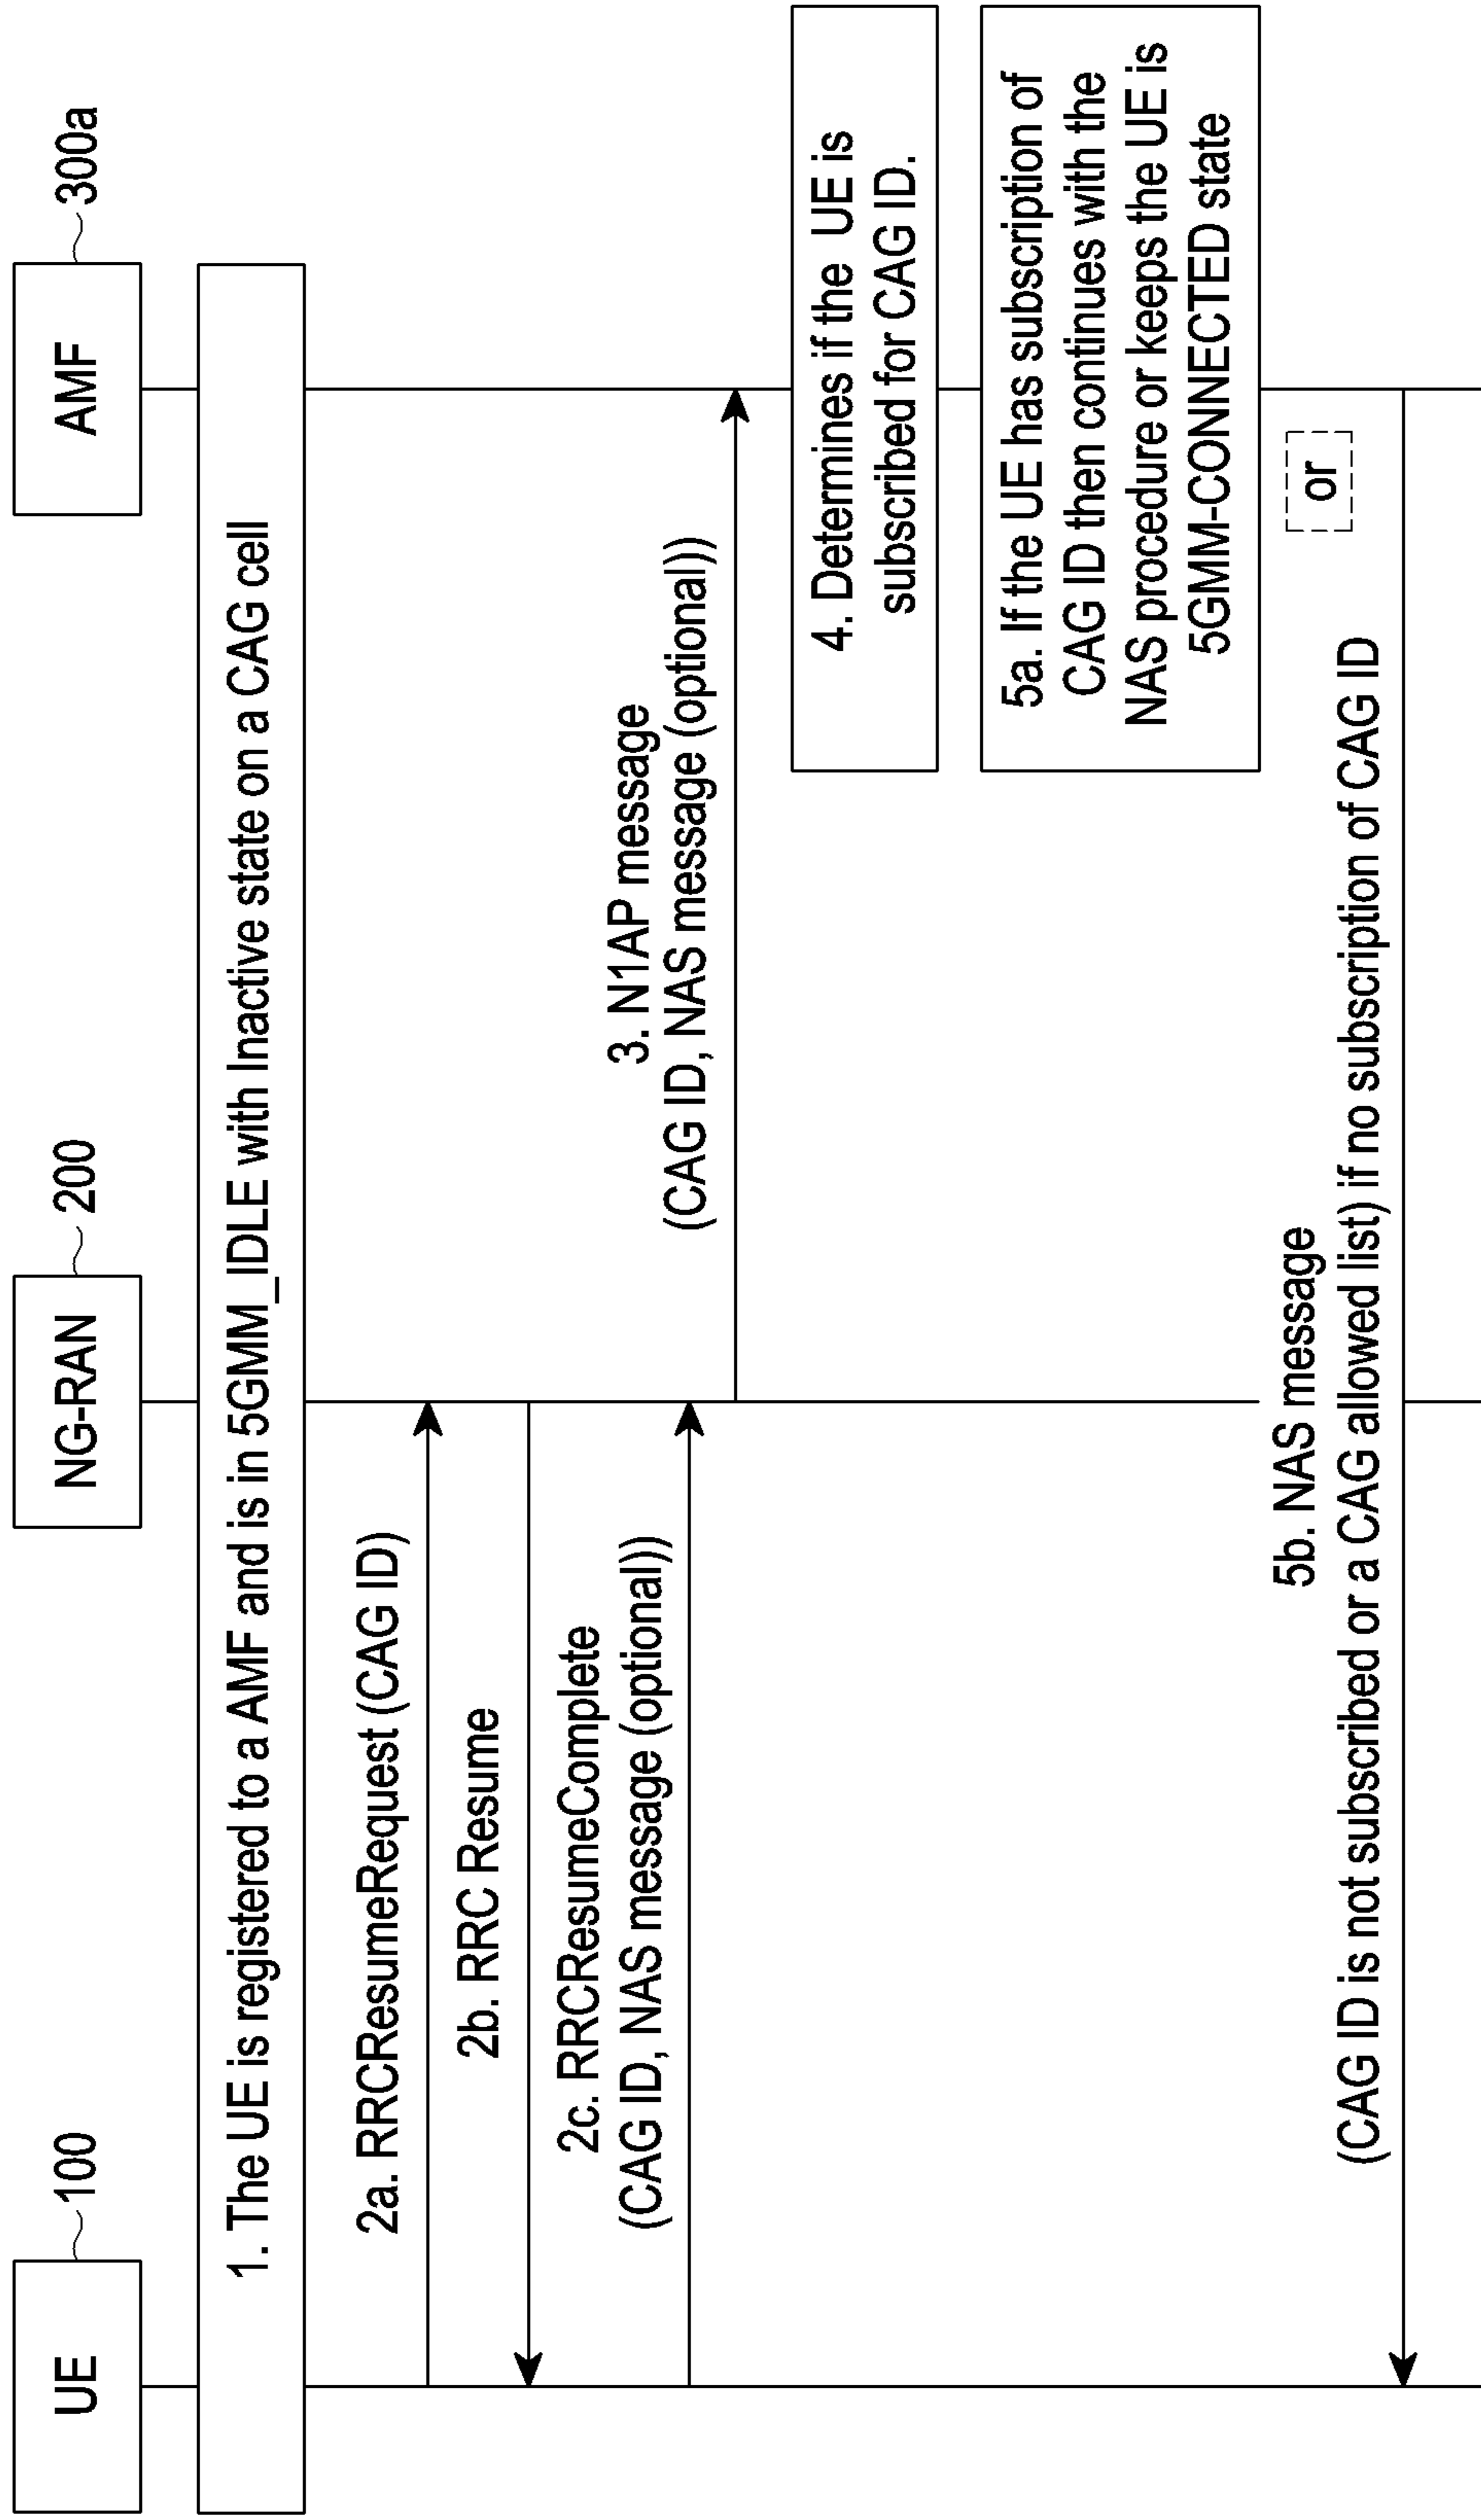 UE
100
NG-RAN
200
AMF
300a
1. The UE is registered to a AMF and is in 5GMM_IDLE with Inactive state on a CAG cell
2a. RRCResumeRequest (CAG ID)
2b. RRC Resume
2c. RRCResumeComplete
(CAG ID, NAS message (optional))
3. N1AP message
(CAG ID, NAS message (optional))
4. Determines if the UE is
subscribed for CAG ID.
5a. If the UE has subscription of
CAG ID then continues with the
NAS procedure or keeps the UE is
5GMM-CONNECTED state
or
5b. NAS message
(CAG ID is not subscribed or a CAG allowed list) if no subscription of CAG ID